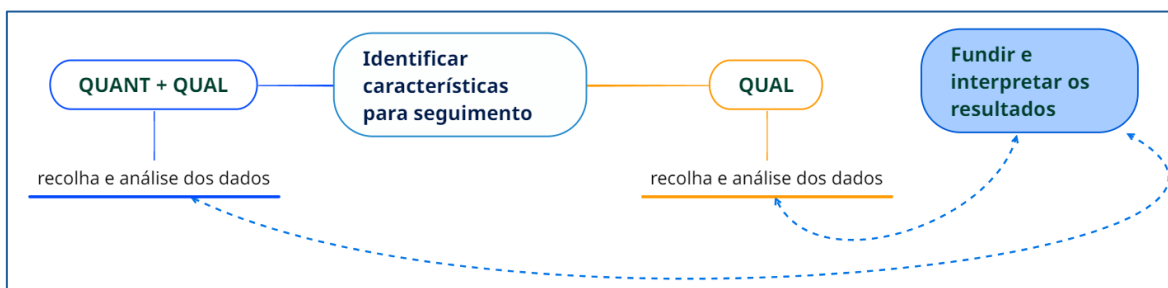 QUANT + QUAL
Identificar
características
para seguimento
QUAL
Fundir e
interpretar os
resultados
recolha e análise dos dados
recolha e análise dos dados